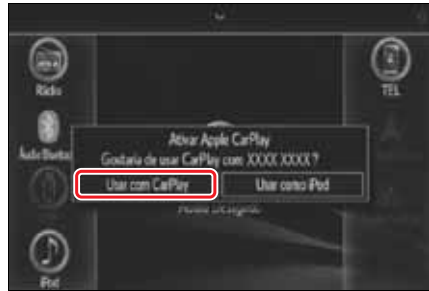 Rádio
TEL
Áudio Bluetooth
Ativar Apple CarPlay
Gostaria de usar CarPlay com XXXX XXXX ?
Usar com CarPlay
Usar como iPod
iPod